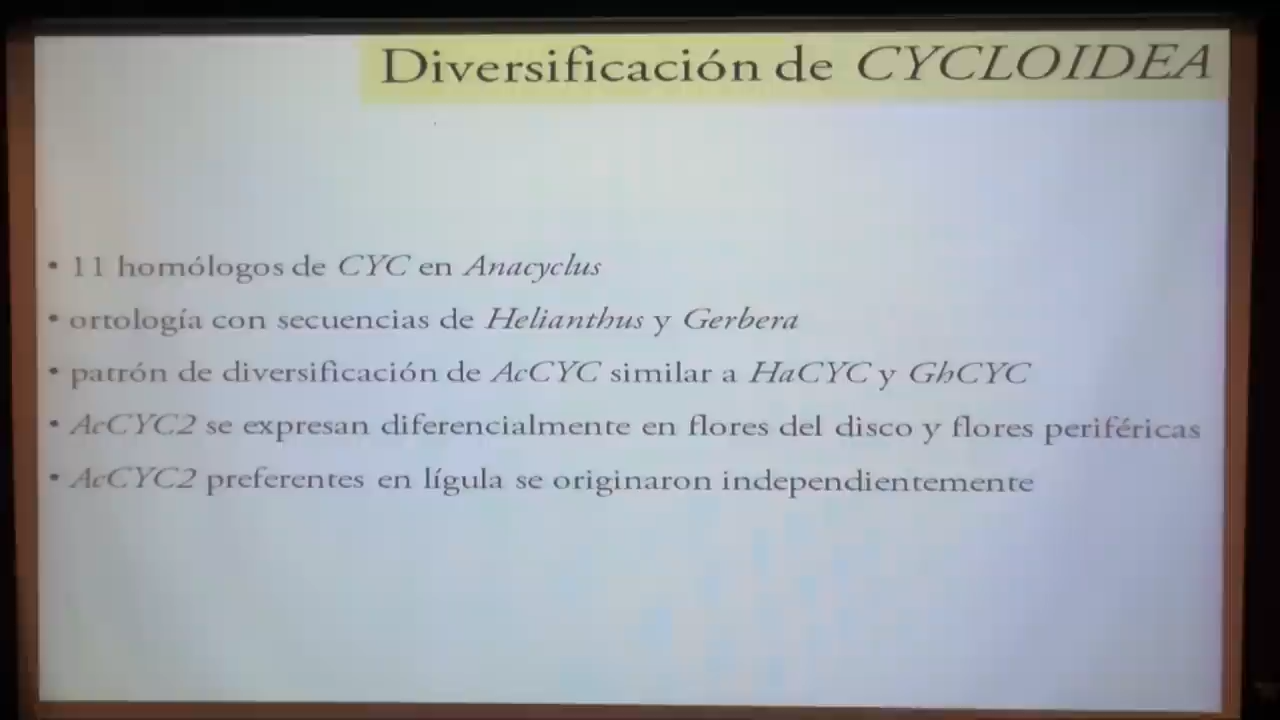 Diversificación de CYCLOIDEA
• 11 homólogos de CYC en Anacyclus
• ortología con secuencias de Helianthus y Gerbera
• patrón de diversificación de AcCYC similar a HaCYC y GhCYC
• AcCYC2 se expresan diferencialmente en flores del disco y flores periféricas
• AcCYC2 preferentes en lígula se originaron independientemente